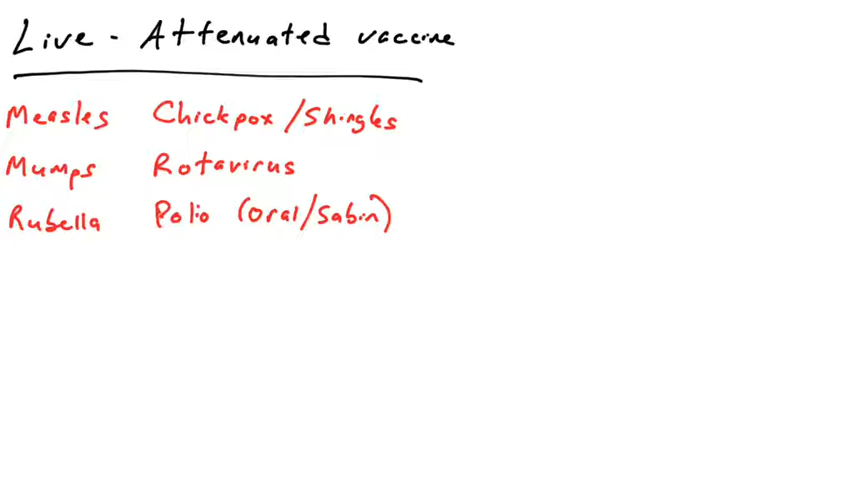 Live - Attenuated vaccine
Measles Chickpox/Shingles
Mumps Rotavirus
Rubella Polio (Oral/Sabin)